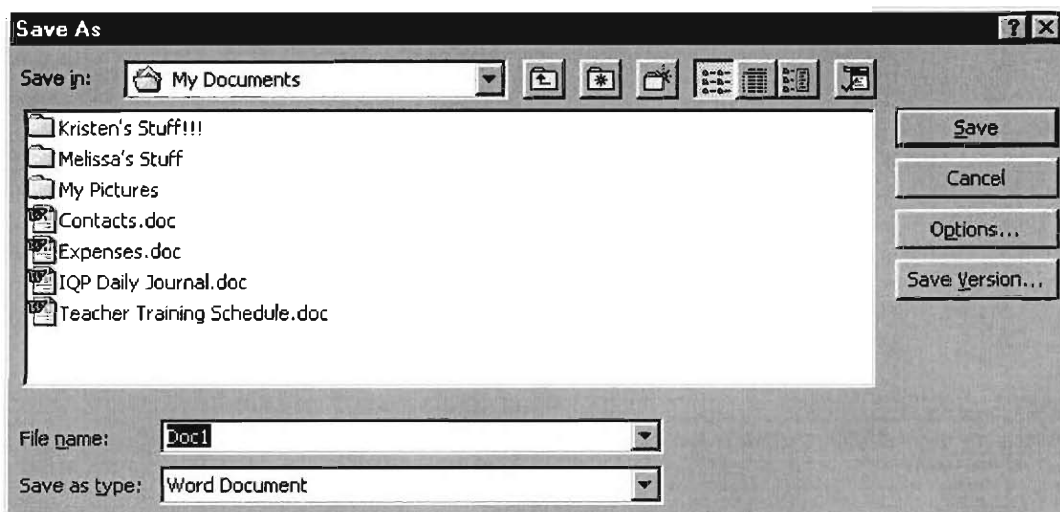 Save As
Save in: My Documents
Kristen's Stuff!!!
Melissa's Stuff
My Pictures
Contacts.doc
Expenses.doc
IQP Daily Journal.doc
Teacher Training Schedule.doc
Save
Cancel
Options...
Save Version...
File name: Doc1
Save as type: Word Document